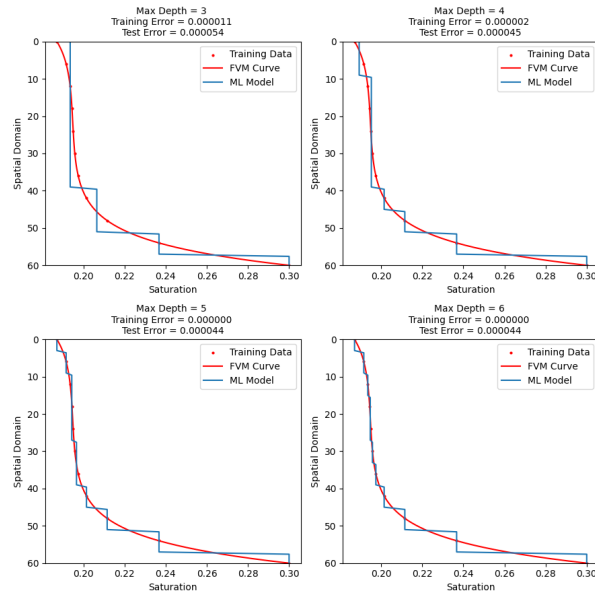 Max Depth = 3
Training Error = 0.000011
Test Error = 0.000054
Training Data
FVM Curve
ML Model
0
10
20
30
40
50
60
Spatial Domain
0.20
0.22
0.24
0.26
0.28
0.30
Saturation
Max Depth = 4
Training Error = 0.000002
Test Error = 0.000045
Training Data
FVM Curve
ML Model
0
10
20
30
40
50
60
Spatial Domain
0.20
0.22
0.24
0.26
0.28
0.30
Saturation
Max Depth = 5
Training Error = 0.000000
Test Error = 0.000044
Training Data
FVM Curve
ML Model
0
10
20
30
40
50
60
Spatial Domain
0.20
0.22
0.24
0.26
0.28
0.30
Saturation
Max Depth = 6
Training Error = 0.000000
Test Error = 0.000044
Training Data
FVM Curve
ML Model
0
10
20
30
40
50
60
Spatial Domain
0.20
0.22
0.24
0.26
0.28
0.30
Saturation